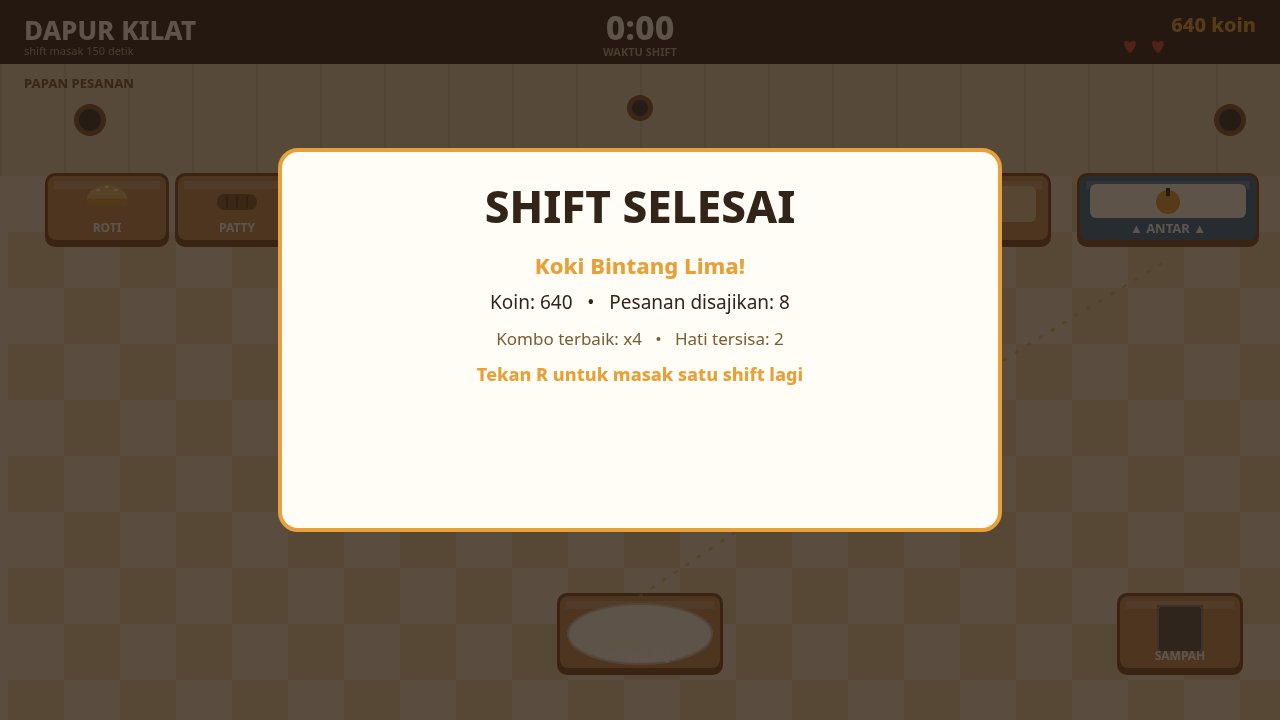 DAPUR KILAT
shift masak 150 detik
0:00
WAKTU SHIFT
640 koin
PAPAN PESANAN
ROTI
PATTY
▲ ANTAR ▲
SHIFT SELESAI
Koki Bintang Lima!
Koin: 640 • Pesanan disajikan: 8
Kombo terbaik: x4 • Hati tersisa: 2
Tekan R untuk masak satu shift lagi
SAMPAH